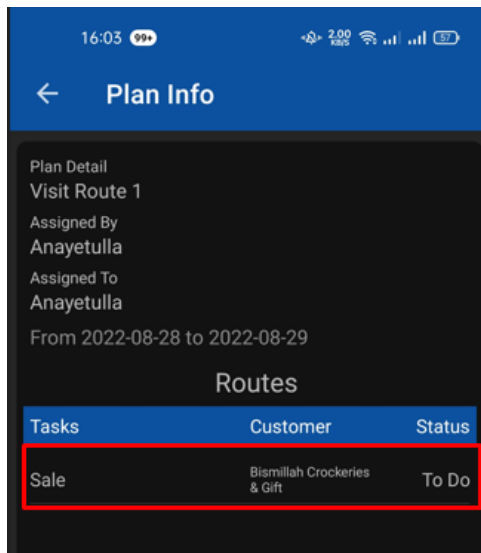 16:03 99+ 2.00 KB/S 57
Plan Info
Plan Detail
Visit Route 1
Assigned By
Anayetulla
Assigned To
Anayetulla
From 2022-08-28 to 2022-08-29
Routes
Tasks Customer Status
Sale Bismillah Crockeries To Do
& Gift